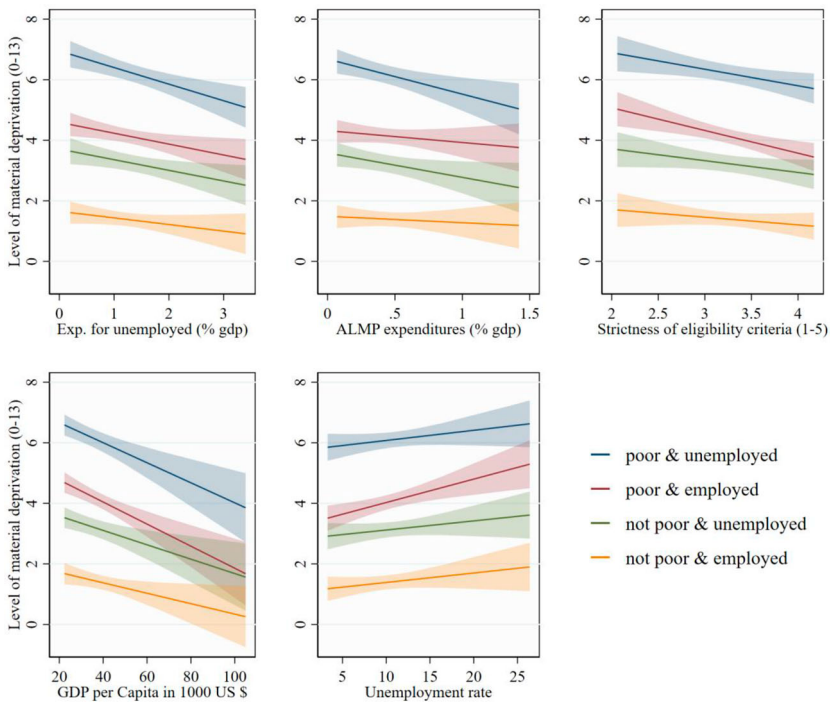 Level of material deprivation (0-13)
8
6
4
2
0
0 1 2 3
Exp. for unemployed (% gdp)
0 .5 1 1.5
ALMP expenditures (% gdp)
8
6
4
2
0
2 2.5 3 3.5 4
Strictness of eligibility criteria (1-5)
8
6
4
2
0
Level of material deprivation (0-13)
8
6
4
2
0
20 40 60 80 100
GDP per Capita in 1000 US $
8
6
4
2
0
5 10 15 20 25
Unemployment rate
poor & unemployed
poor & employed
not poor & unemployed
not poor & employed